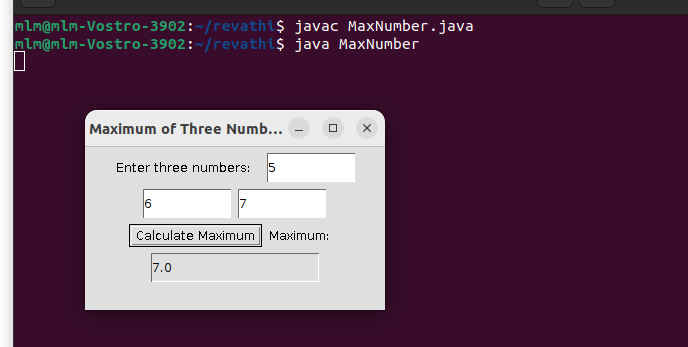 mlm@mlm-Vostro-3902:~/revathi$ javac MaxNumber.java
mlm@mlm-Vostro-3902:~/revathi$ java MaxNumber
Maximum of Three Numb...
Enter three numbers: 5
6 7
Calculate Maximum Maximum:
7.0